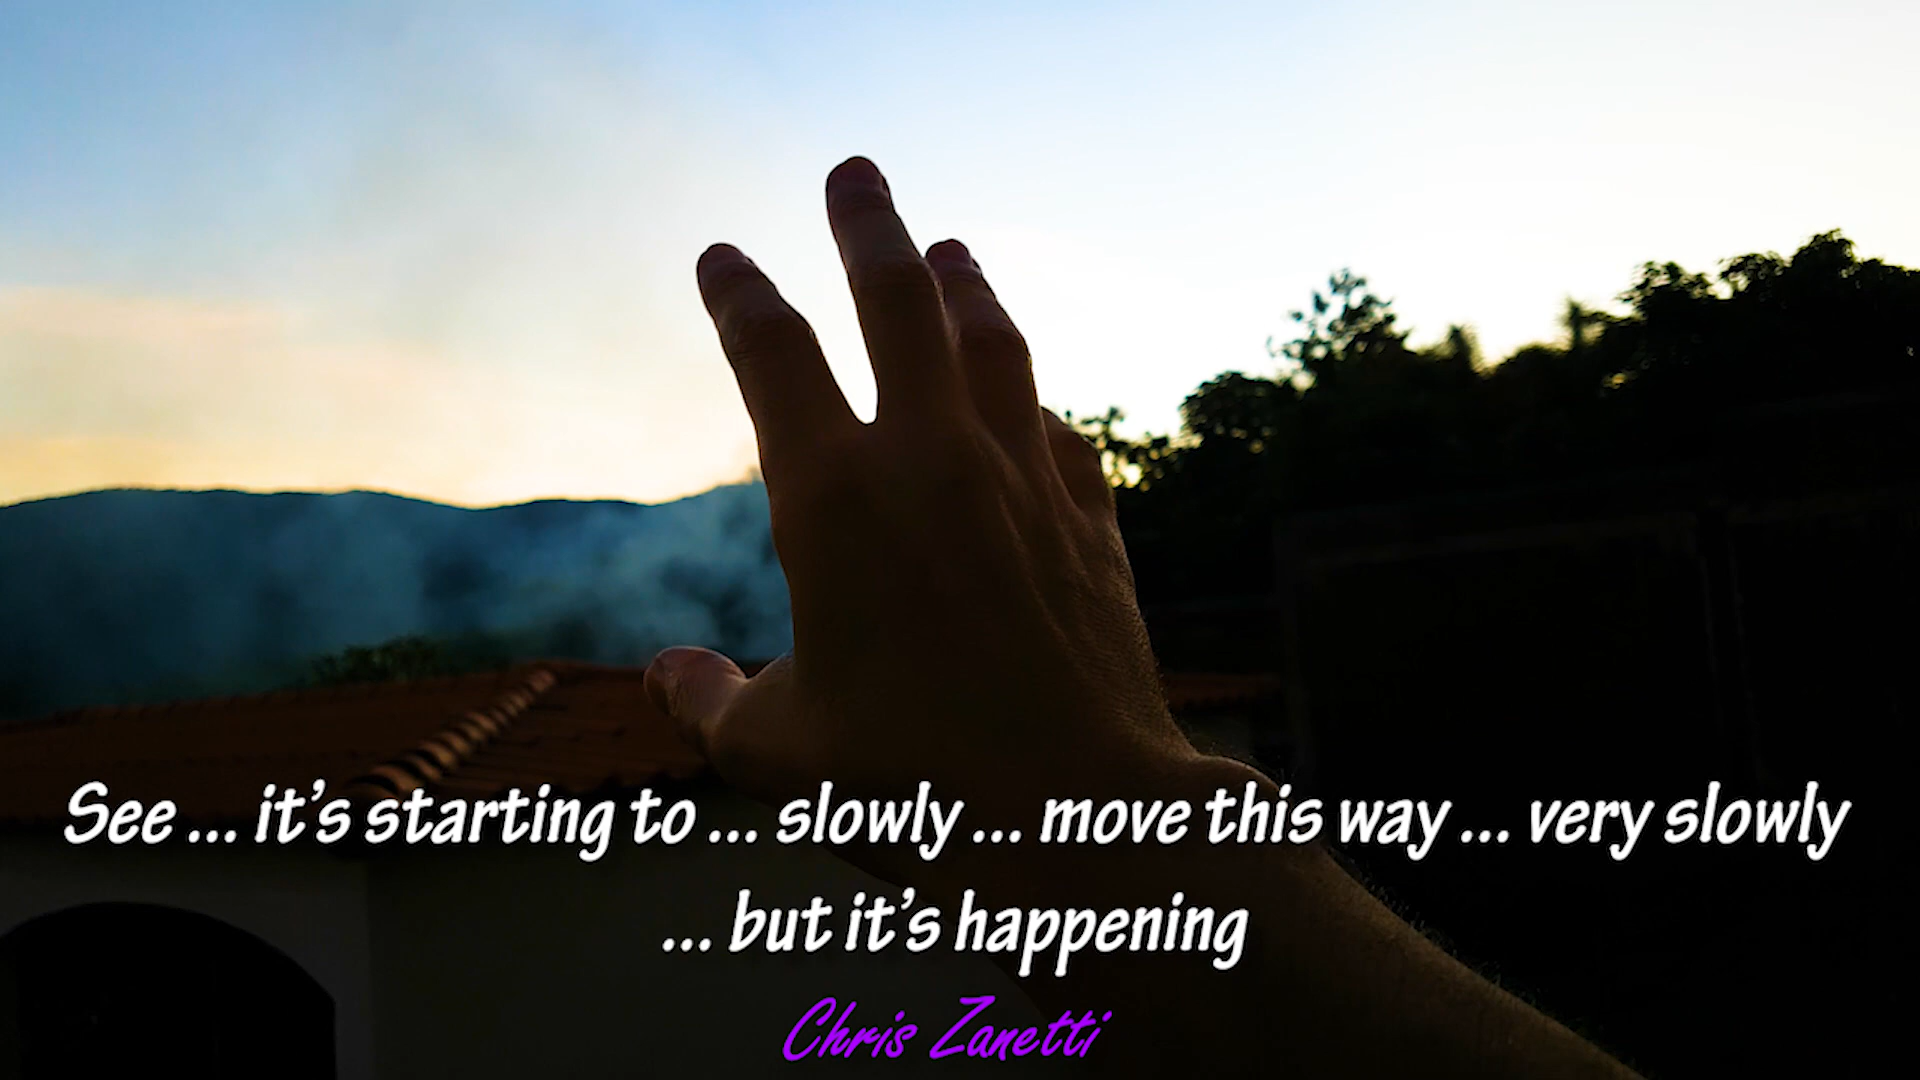 See ... it's starting to ... slowly ... move this way ... very slowly
... but it's happening
Chris Zanetti